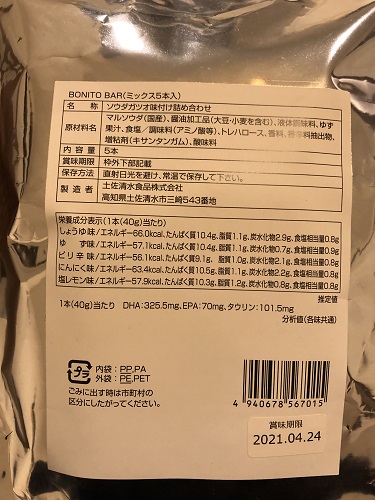 BONITO BAR(ミックス5本入)
名 称 ソウダガツオ味付け詰め合わせ
原材料名 マルソウダ(国産)、醤油加工品(大豆・小麦を含む)、液体調味料、ゆず
果汁、食塩／調味料(アミノ酸等)、トレハロース、香料、酵母抽出物、
増粘剤(キサンタンガム)、酸味料
内 容 量 5本
賞味期限 枠外下部記載
保存方法 直射日光を避け、常温で保存して下さい。
製 造 者 土佐清水食品株式会社
高知県土佐清水市三崎543番地
栄養成分表示(1本(40g)当たり)
しょうゆ味/エネルギー66.0kcal、たんぱく質10.4g、脂質1.1g、炭水化物2.9g、食塩相当量0.8g
ゆ ず 味/エネルギー57.1kcal、たんぱく質10.4g、脂質1.1g、炭水化物0.7g、食塩相当量0.9g
ピリ辛味/エネルギー56.1kcal、たんぱく質9.1g、脂質1.0g、炭水化物2.1g、食塩相当量0.8g
にんにく味/エネルギー63.4kcal、たんぱく質10.5g、脂質1.1g、炭水化物2.2g、食塩相当量0.8g
塩レモン味/エネルギー57.9kcal、たんぱく質10.3g、脂質1.2g、炭水化物0.8g、食塩相当量0.8g
推定値
1本(40g)当たり DHA:325.5mg、EPA:70mg、タウリン:101.5mg
分析値(各味共通)
プラ
内袋：PP,PA
外袋：PE,PET
ごみに出す時は市町村の
区分にしたがってください。
4 940678 567015
賞味期限
2021.04.24